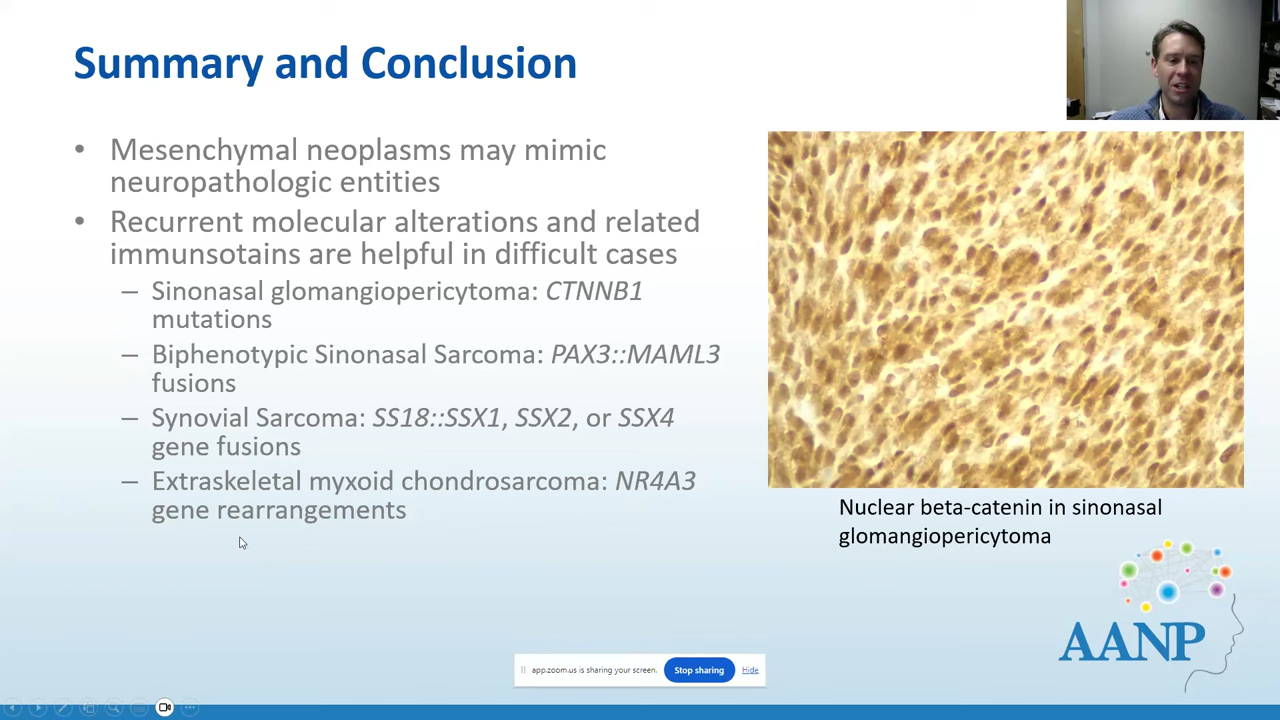 Summary and Conclusion
• Mesenchymal neoplasms may mimic
neuropathologic entities
• Recurrent molecular alterations and related
immunsotains are helpful in difficult cases
– Sinonasal glomangiopericytoma: CTNNB1
mutations
– Biphenotypic Sinonasal Sarcoma: PAX3::MAML3
fusions
– Synovial Sarcoma: SS18::SSX1, SSX2, or SSX4
gene fusions
– Extraskeletal myxoid chondrosarcoma: NR4A3
gene rearrangements
Nuclear beta-catenin in sinonasal
glomangiopericytoma
AANP
app.zoom.us is sharing your screen. Stop sharing Hide